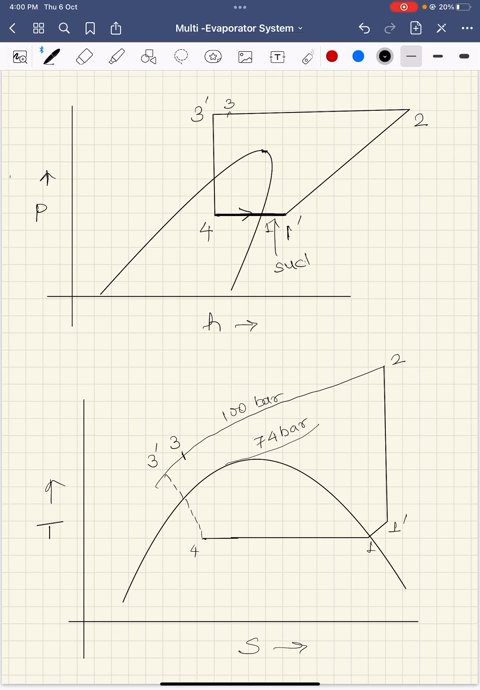 4:00 PM Thu 6 Oct
20%
Multi -Evaporator System
T
3' 3
2
P
4
1 1'
suct
h
2
100 bar
74 bar
3' 3
T
1'
4
1
S